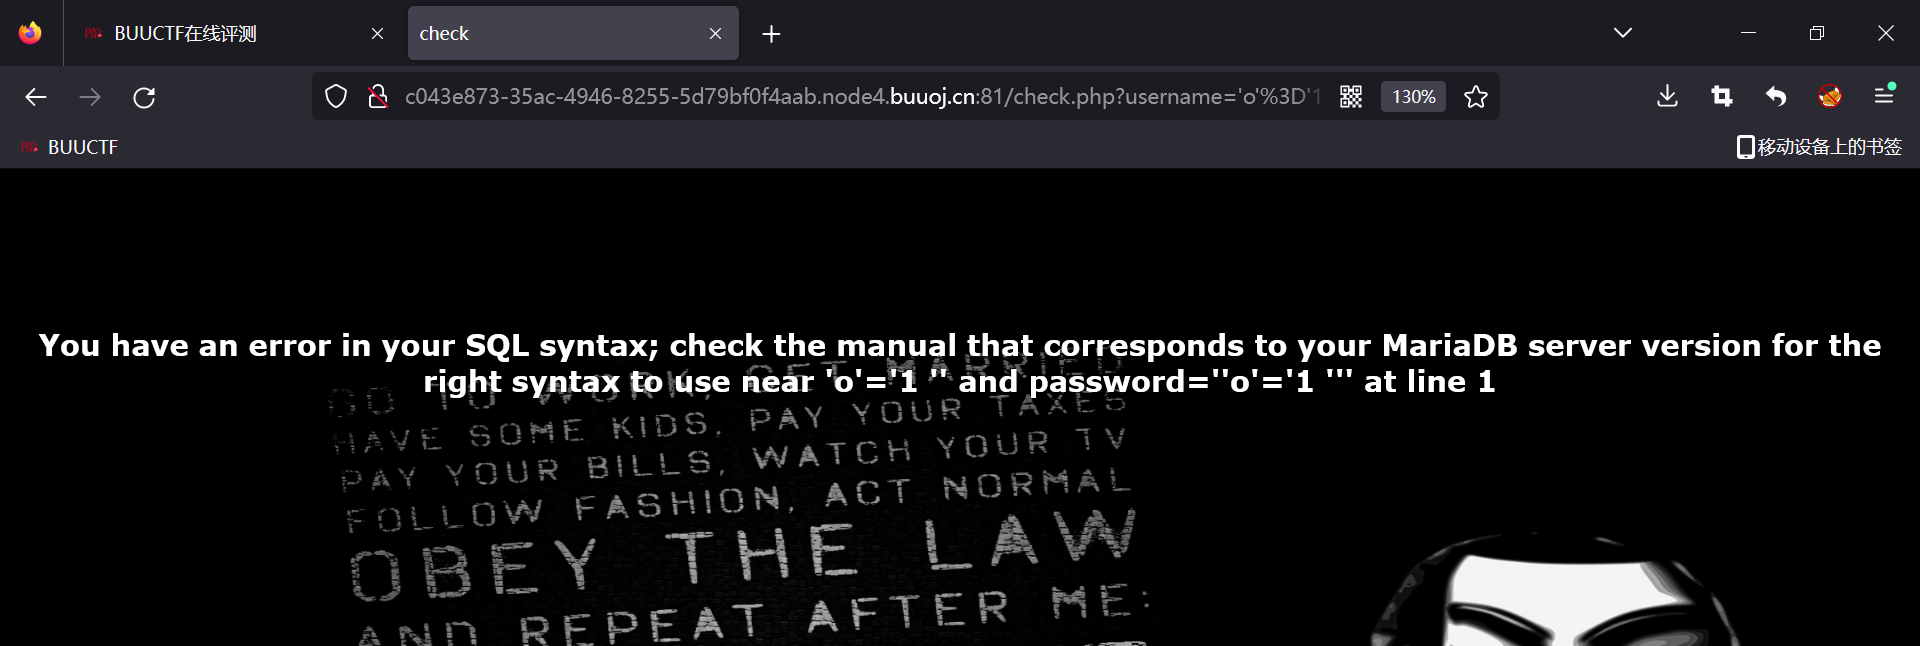 BUUCTF在线评测
check
c043e873-35ac-4946-8255-5d79bf0f4aab.node4.buuoj.cn:81/check.php?username='o'%3D'1
130%
BUUCTF
移动设备上的书签
You have an error in your SQL syntax; check the manual that corresponds to your MariaDB server version for the
right syntax to use near 'o'='1 '' and password=''o'='1 ''' at line 1
GO TO WORK, GET MARRIED
HAVE SOME KIDS, PAY YOUR TAXES
PAY YOUR BILLS, WATCH YOUR TV
FOLLOW FASHION, ACT NORMAL
OBEY THE LAW
AND REPEAT AFTER ME: